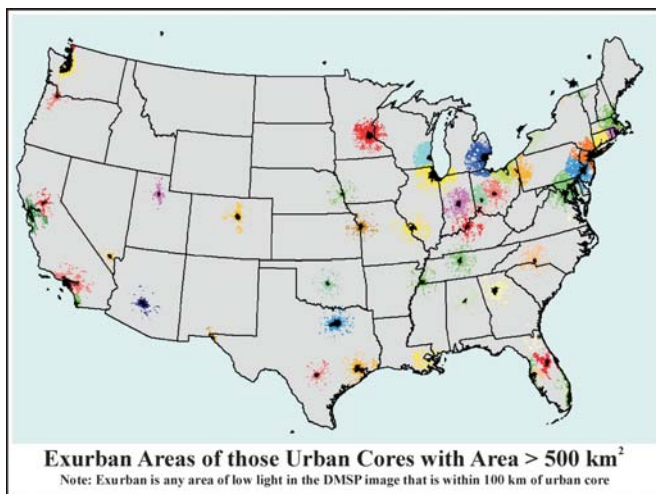 Exurban Areas of those Urban Cores with Area > 500 km²
Note: Exurban is any area of low light in the DMSP image that is within 100 km of urban core